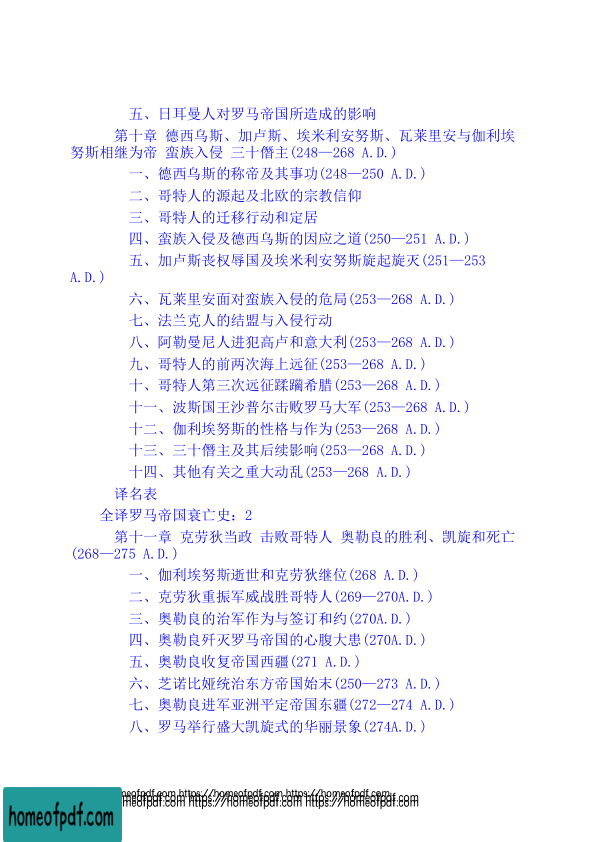 五、日耳曼人对罗马帝国所造成的影响
第十章 德西乌斯、加卢斯、埃米利安努斯、瓦莱里安与伽利埃
努斯相继为帝 蛮族入侵 三十僭主(248—268 A.D.)
一、德西乌斯的称帝及其事功(248—250 A.D.)
二、哥特人的源起及北欧的宗教信仰
三、哥特人的迁移行动和定居
四、蛮族入侵及德西乌斯的因应之道(250—251 A.D.)
五、加卢斯丧权辱国及埃米利安努斯旋起旋灭(251—253
A.D.)
六、瓦莱里安面对蛮族入侵的危局(253—268 A.D.)
七、法兰克人的结盟与入侵行动
八、阿勒曼尼人进犯高卢和意大利(253—268 A.D.)
九、哥特人的前两次海上远征(253—268 A.D.)
十、哥特人第三次远征蹂躏希腊(253—268 A.D.)
十一、波斯国王沙普尔击败罗马大军(253—268 A.D.)
十二、伽利埃努斯的性格与作为(253—268 A.D.)
十三、三十僭主及其后续影响(253—268 A.D.)
十四、其他有关之重大动乱(253—268 A.D.)
译名表
全译罗马帝国衰亡史：2
第十一章 克劳狄当政 击败哥特人 奥勒良的胜利、凯旋和死亡
(268—275 A.D.)
一、伽利埃努斯逝世和克劳狄继位(268 A.D.)
二、克劳狄重振军威战胜哥特人(269—270A.D.)
三、奥勒良的治军作为与签订和约(270A.D.)
四、奥勒良歼灭罗马帝国的心腹大患(270A.D.)
五、奥勒良收复帝国西疆(271 A.D.)
六、芝诺比娅统治东方帝国始末(250—273 A.D.)
七、奥勒良进军亚洲平定帝国东疆(272—274 A.D.)
八、罗马举行盛大凯旋式的华丽景象(274A.D.)
homeofpdf.com https://homeofpdf.com https://homeofpdf.com
homeofpdf.com https://homeofpdf.com https://homeofpdf.com
homeofpdf.com